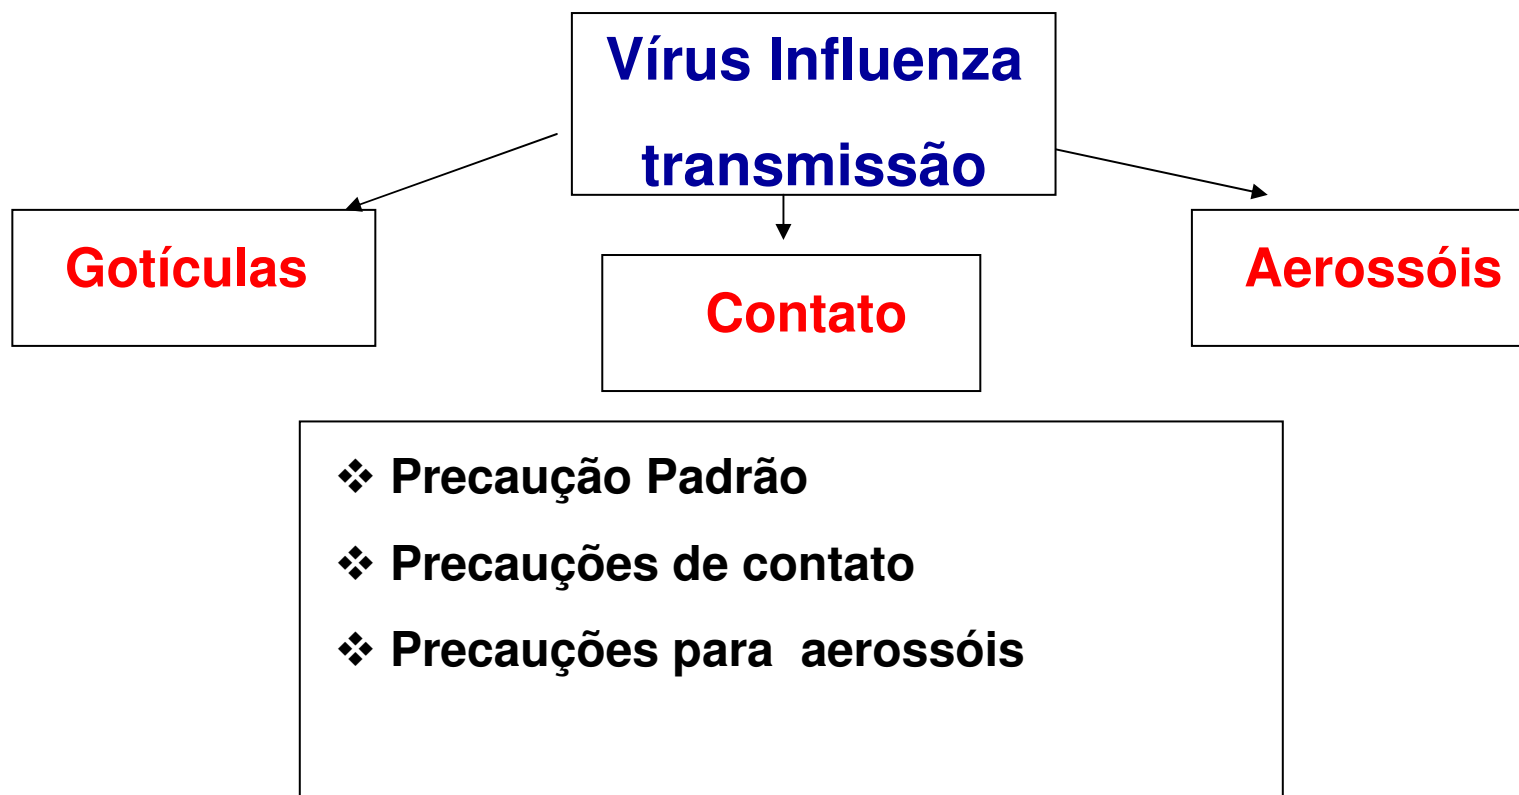 Vírus Influenza
transmissão
Gotículas
Contato
Aerossóis
❖ Precaução Padrão
❖ Precauções de contato
❖ Precauções para aerossóis